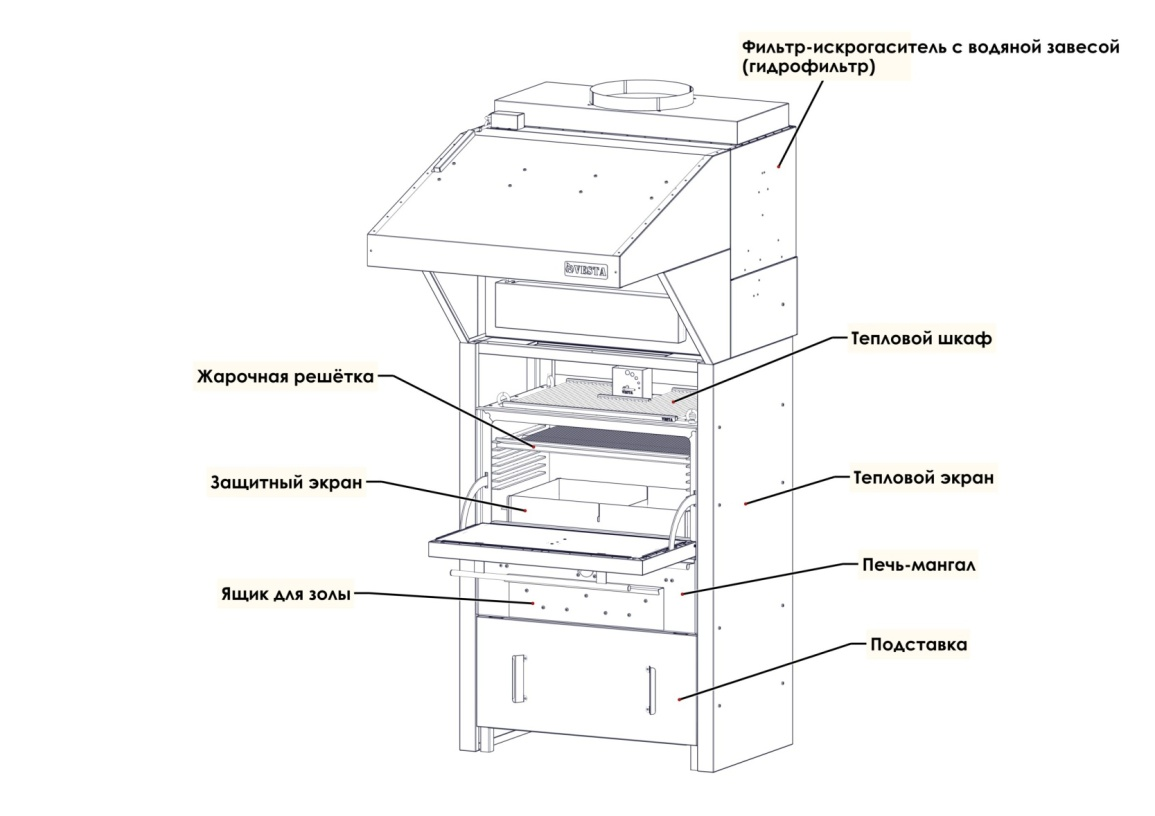 Фильтр-искрогаситель с водяной завесой
(гидрофильтр)
VESTA
Тепловой шкаф
Жарочная решётка
VESTA
Защитный экран
Тепловой экран
Печь-мангал
Ящик для золы
Подставка